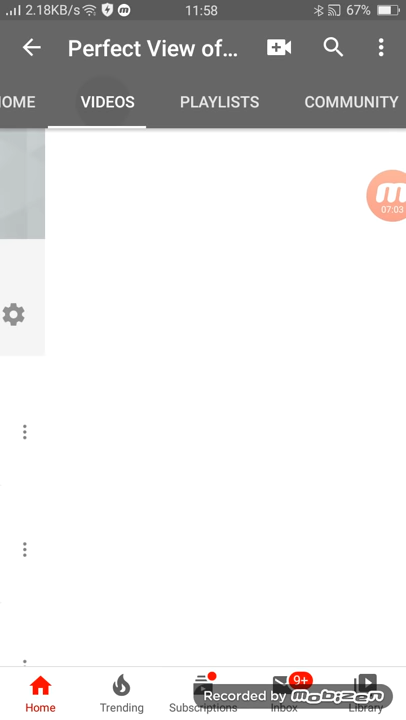 2.18KB/s 11:58 67%
Perfect View of...
OME VIDEOS PLAYLISTS COMMUNITY
07:03
9+
Home Trending Subscriptions Inbox Library
Recorded by mobizen